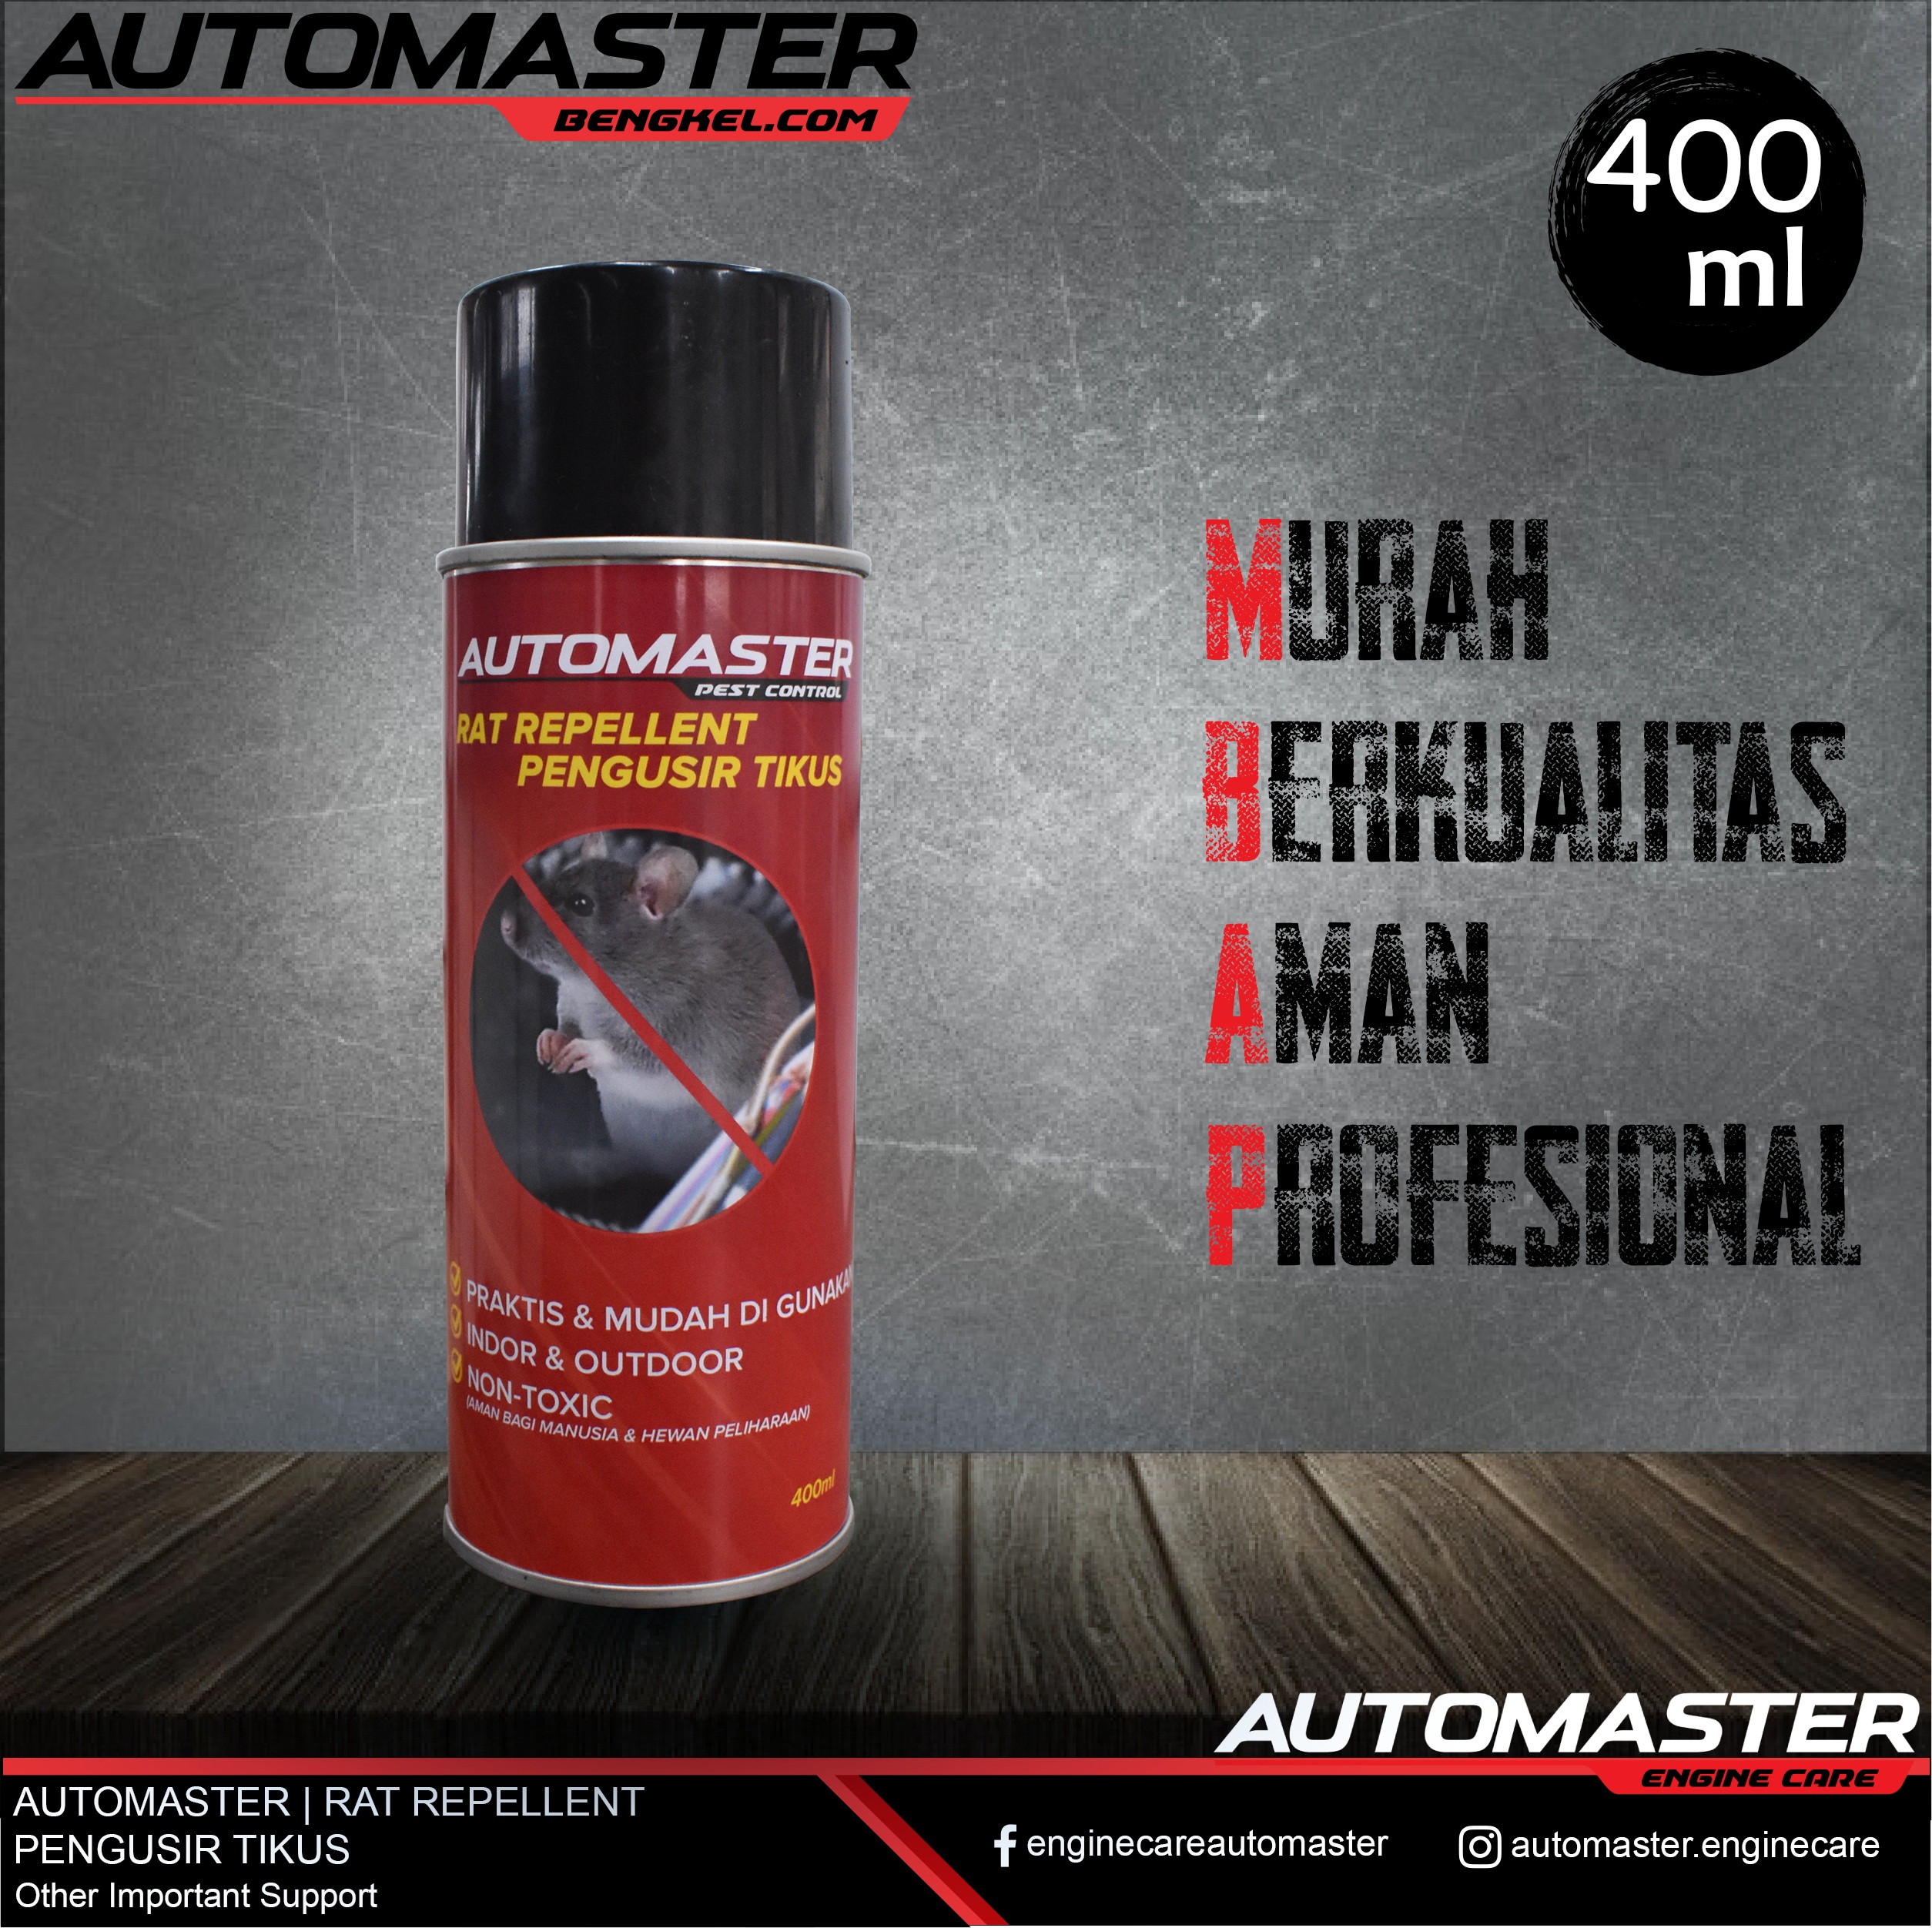 AUTOMASTER
BENGKEL.COM
400
ml
AUTOMASTER
PEST CONTROL
RAT REPELLENT
PENGUSIR TIKUS
PRAKTIS & MUDAH DI GUNAKAN
INDOR & OUTDOOR
NON-TOXIC
(AMAN BAGI MANUSIA & HEWAN PELIHARAAN)
400ml
MURAH
BERKUALITAS
AMAN
PROFESIONAL
AUTOMASTER
ENGINE CARE
AUTOMASTER | RAT REPELLENT
PENGUSIR TIKUS
Other Important Support
enginecareautomaster
automaster.enginecare